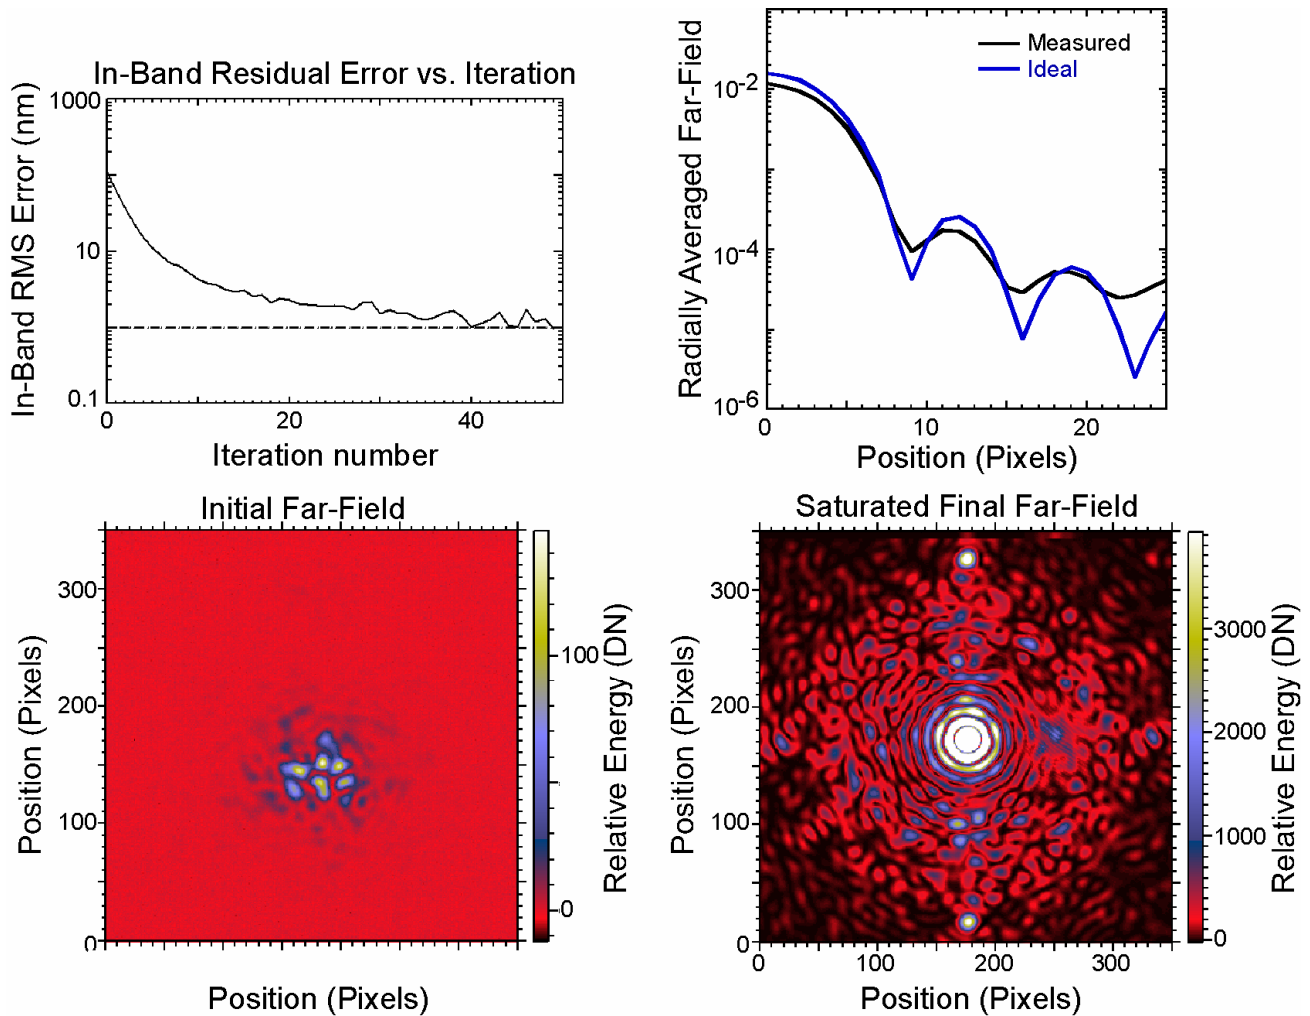 In-Band Residual Error vs. Iteration
In-Band RMS Error (nm)
1000
10
0.1
0 20 40
Iteration number
Radially Averaged Far-Field
Measured
Ideal
10-2
10-4
10-6
0 10 20
Position (Pixels)
Initial Far-Field
Position (Pixels)
300
200
100
0
Position (Pixels)
100
0
Relative Energy (DN)
Saturated Final Far-Field
Position (Pixels)
300
200
100
0
0 100 200 300
Position (Pixels)
3000
2000
1000
0
Relative Energy (DN)